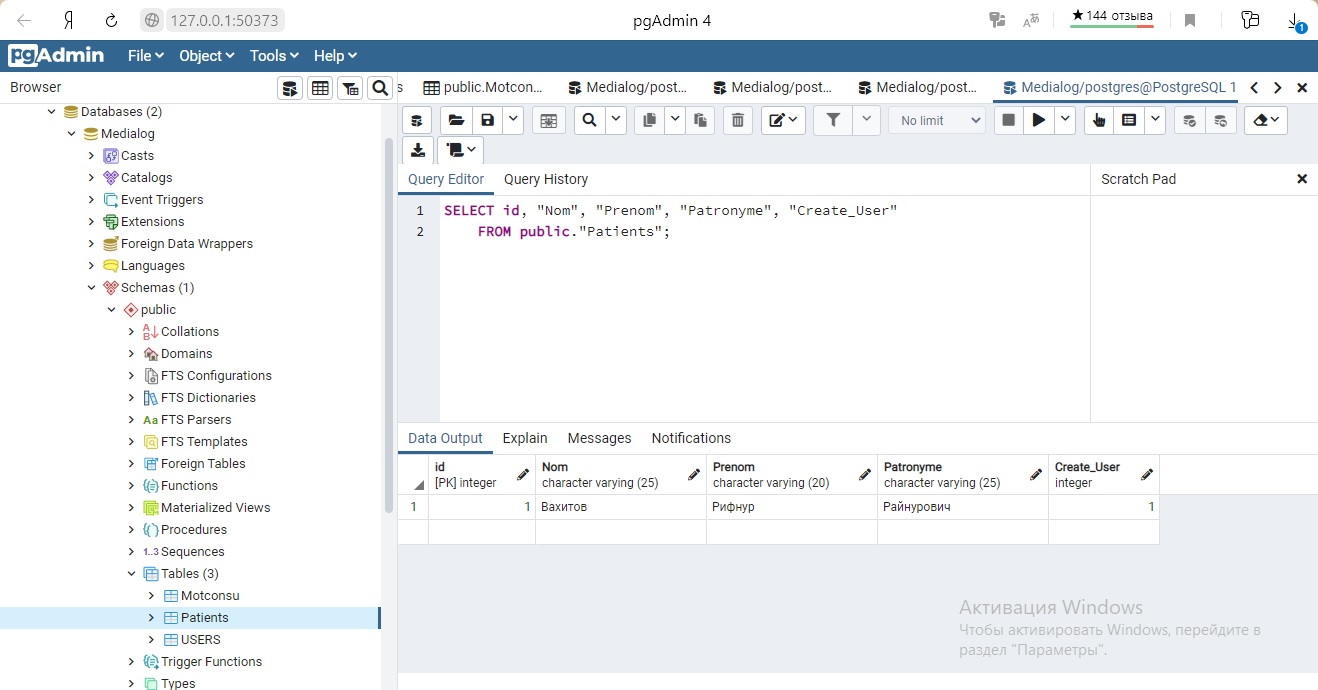 127.0.0.1:50373
pgAdmin 4
★144 отзыва
1
pgAdmin
File
Object
Tools
Help
Browser
s
public.Motcon...
Medialog/post...
Medialog/post...
Medialog/post...
Medialog/postgres@PostgreSQL 1
Databases (2)
Medialog
Casts
Catalogs
Event Triggers
Extensions
Foreign Data Wrappers
Languages
Schemas (1)
public
Collations
Domains
FTS Configurations
FTS Dictionaries
Aa FTS Parsers
FTS Templates
Foreign Tables
Functions
Materialized Views
Procedures
1..3 Sequences
Tables (3)
Motconsu
Patients
USERS
Trigger Functions
Types
No limit
Query Editor
Query History
Scratch Pad
1 SELECT id, "Nom", "Prenom", "Patronyme", "Create_User"
2 FROM public."Patients";
Data Output
Explain
Messages
Notifications
id
[PK] integer
Nom
character varying (25)
Prenom
character varying (20)
Patronyme
character varying (25)
Create_User
integer
1 1 Вахитов Рифнур Райнурович 1
Активация Windows
Чтобы активировать Windows, перейдите в
раздел "Параметры".